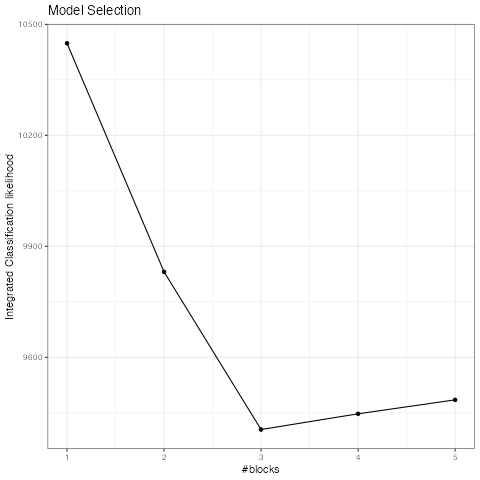 Model Selection
10500
10200
9900
9600
Integrated Classification likelihood
1 2 3 4 5
#blocks